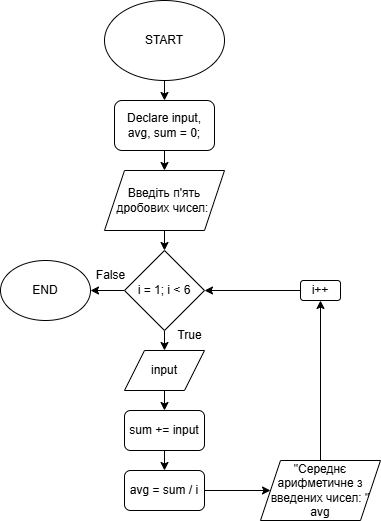 START
Declare input,
avg, sum = 0;
Введіть п'ять
дробових чисел:
i = 1; i < 6
False
END
i++
True
input
sum += input
avg = sum / i
"Середнє
арифметичне з
введених чисел: "
avg